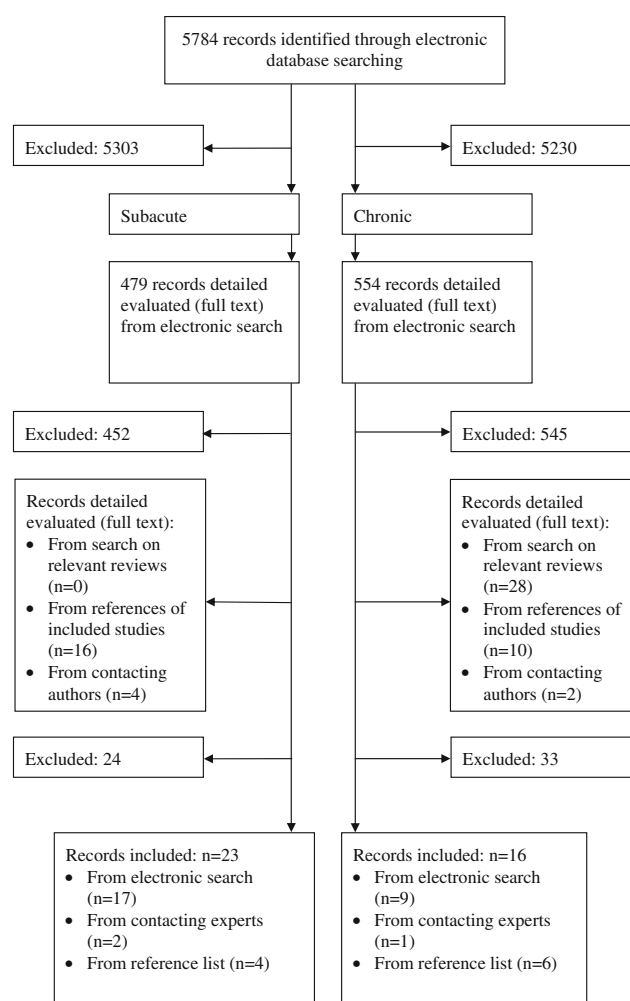 5784 records identified through electronic
database searching
Excluded: 5303
Excluded: 5230
Subacute
Chronic
479 records detailed
evaluated (full text)
from electronic search
554 records detailed
evaluated (full text)
from electronic search
Excluded: 452
Excluded: 545
Records detailed
evaluated (full text):
• From search on
relevant reviews
(n=0)
• From references of
included studies
(n=16)
• From contacting
authors (n=4)
Records detailed
evaluated (full text):
• From search on
relevant reviews
(n=28)
• From references of
included studies
(n=10)
• From contacting
authors (n=2)
Excluded: 24
Excluded: 33
Records included: n=23
• From electronic search
(n=17)
• From contacting experts
(n=2)
• From reference list (n=4)
Records included: n=16
• From electronic search
(n=9)
• From contacting experts
(n=1)
• From reference list (n=6)